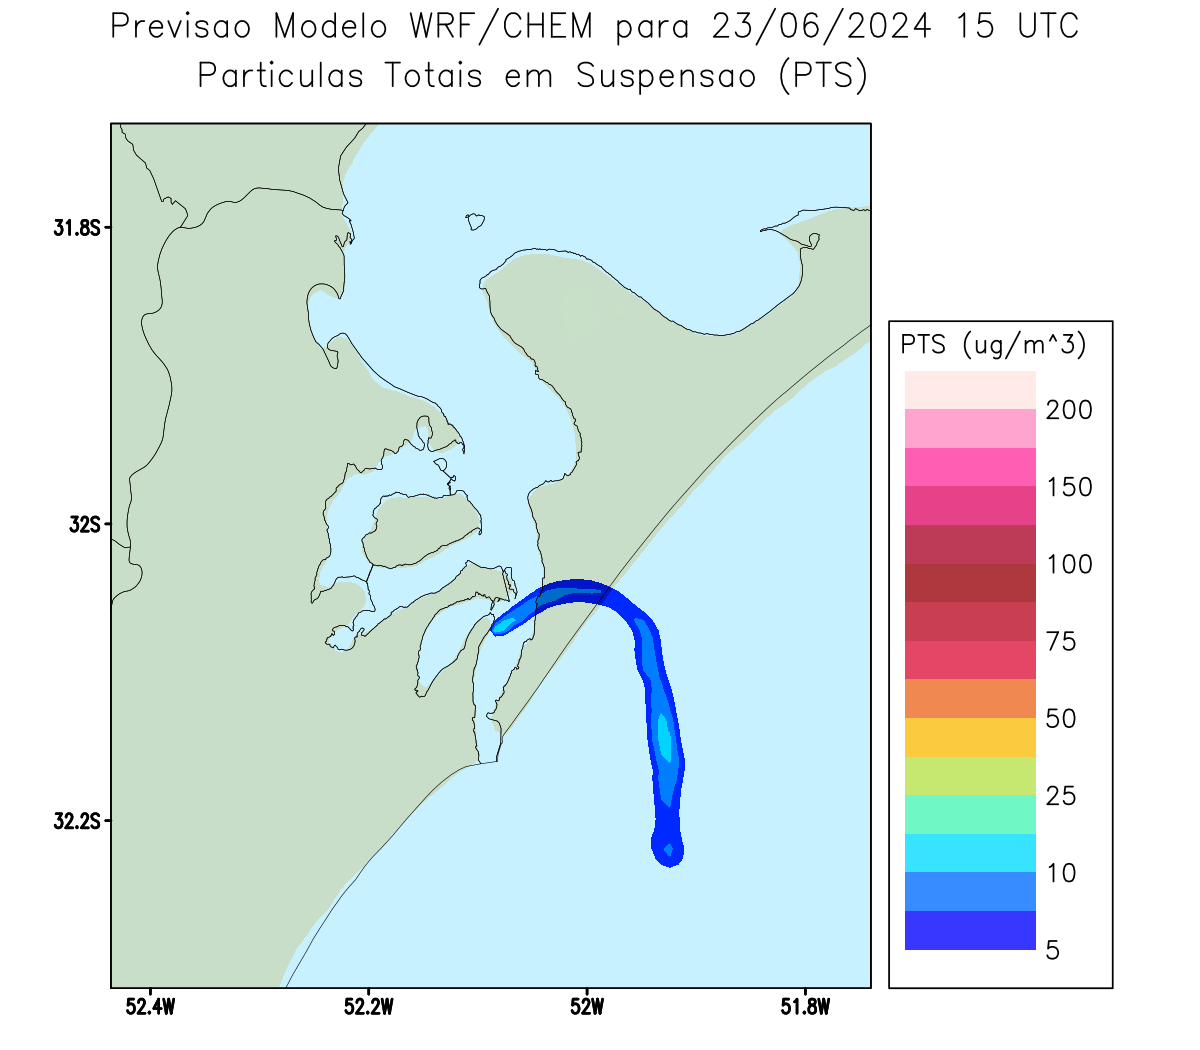 Previsao Modelo WRF/CHEM para 23/06/2024 15 UTC
Particulas Totais em Suspensao (PTS)
31.8S
32S
32.2S
52.4W
52.2W
52W
51.8W
PTS (ug/m^3)
200
150
100
75
50
25
10
5